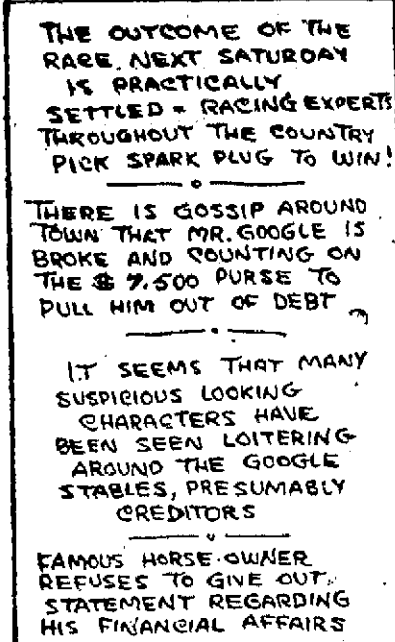 THE OUTCOME OF THE
RACE NEXT SATURDAY
IS PRACTICALLY
SETTLED - RACING EXPERTS
THROUGHOUT THE COUNTRY
PICK SPARK PLUG TO WIN!
THERE IS GOSSIP AROUND
TOWN THAT MR. GOOGLE IS
BROKE AND COUNTING ON
THE $7.500 PURSE TO
PULL HIM OUT OF DEBT
IT SEEMS THAT MANY
SUSPICIOUS LOOKING
CHARACTERS HAVE
BEEN SEEN LOITERING
AROUND THE GOOGLE
STABLES, PRESUMABLY
CREDITORS
FAMOUS HORSE-OWNER
REFUSES TO GIVE OUT
STATEMENT REGARDING
HIS FINANCIAL AFFAIRS